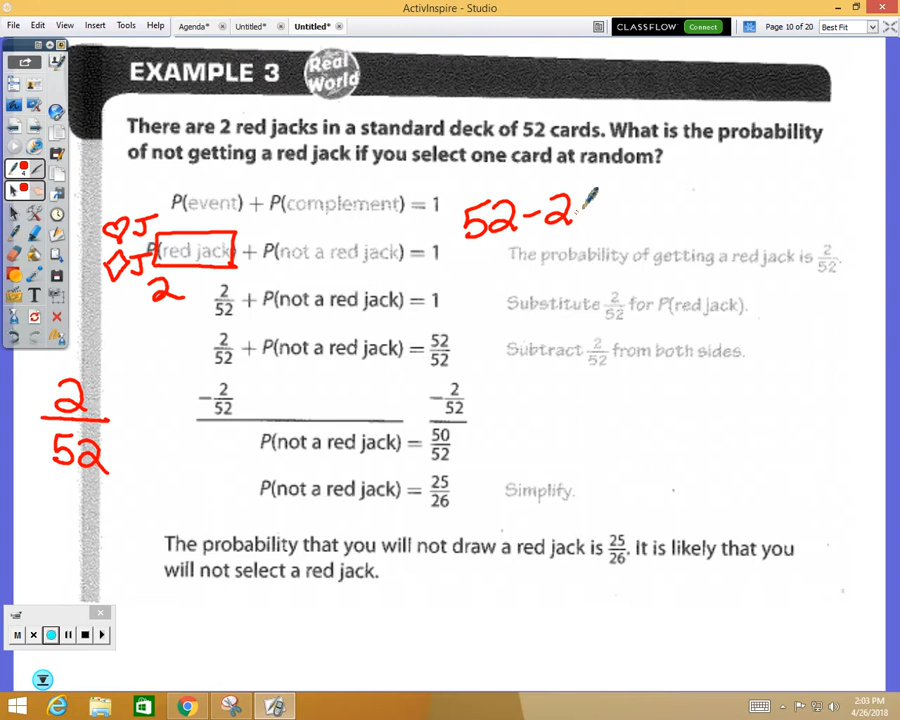 ActivInspire - Studio
File Edit View Insert Tools Page Help Agenda* Untitled* Untitled* CLASSFLOW Connect Page 10 of 20 Best Fit
EXAMPLE 3 Real World
There are 2 red jacks in a standard deck of 52 cards. What is the probability
of not getting a red jack if you select one card at random?
P(event) + P(complement) = 1
52-2
J
P(red jack) + P(not a red jack) = 1 The probability of getting a red jack is 2/52.
J
2
2/52 + P(not a red jack) = 1 Substitute 2/52 for P(red jack).
2/52 + P(not a red jack) = 52/52 Subtract 2/52 from both sides.
-2/52 -2/52
2/52
P(not a red jack) = 50/52
P(not a red jack) = 25/26 Simplify.
The probability that you will not draw a red jack is 25/26. It is likely that you
will not select a red jack.
M
2:03 PM
4/26/2018